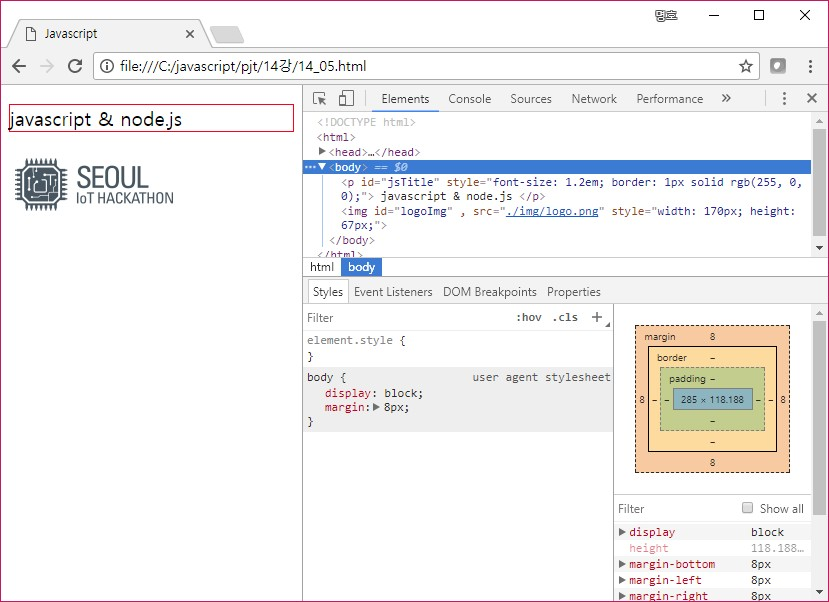 명호
Javascript
file:///C:/javascript/pjt/14강/14_05.html
javascript & node.js
SEOUL
IoT HACKATHON
Elements Console Sources Network Performance »
<!DOCTYPE html>
<html>
<head>…</head>
<body> == $0
<p id="jsTitle" style="font-size: 1.2em; border: 1px solid rgb(255, 0,
0);"> javascript & node.js </p>
<img id="logoImg" , src="./img/logo.png" style="width: 170px; height:
67px;">
</body>
</html>
html body
Styles Event Listeners DOM Breakpoints Properties
Filter :hov .cls +
element.style {
}
body { user agent stylesheet
display: block;
margin: 8px;
}
margin 8
border –
padding –
8 – – 285 × 118.188 – – 8
–
–
8
Filter Show all
display block
height 118.188…
margin-bottom 8px
margin-left 8px
margin-right 8px